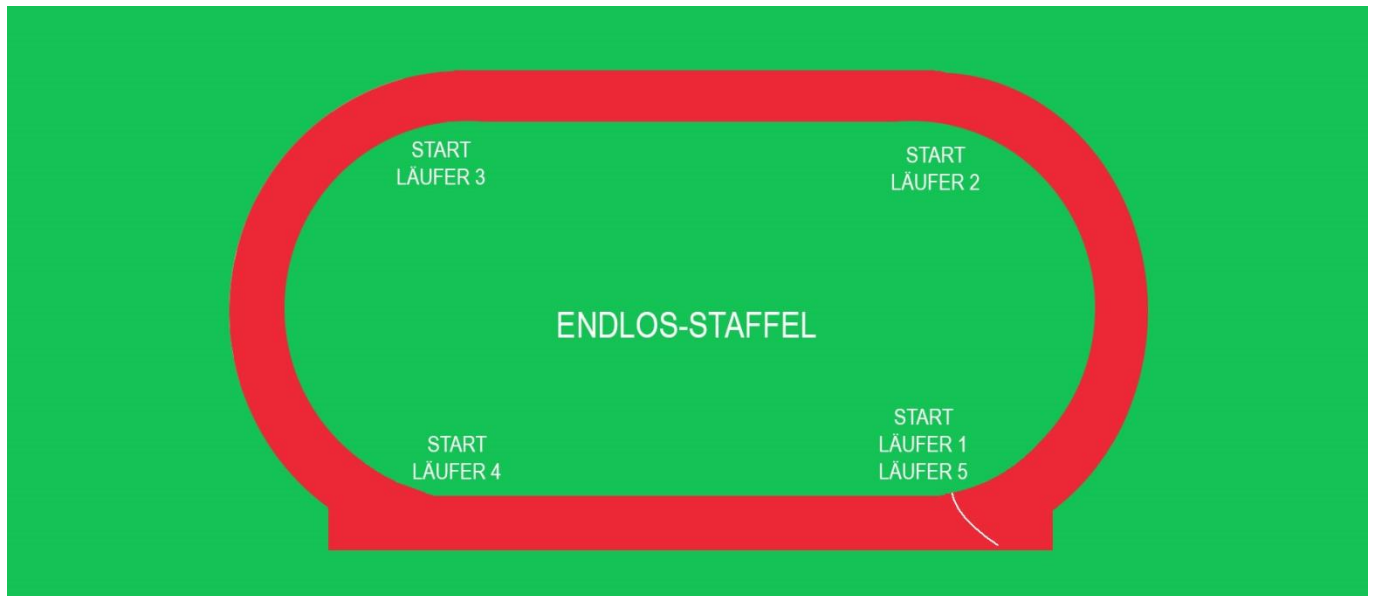 START
LÄUFER 3
START
LÄUFER 2
ENDLOS-STAFFEL
START
LÄUFER 4
START
LÄUFER 1
LÄUFER 5